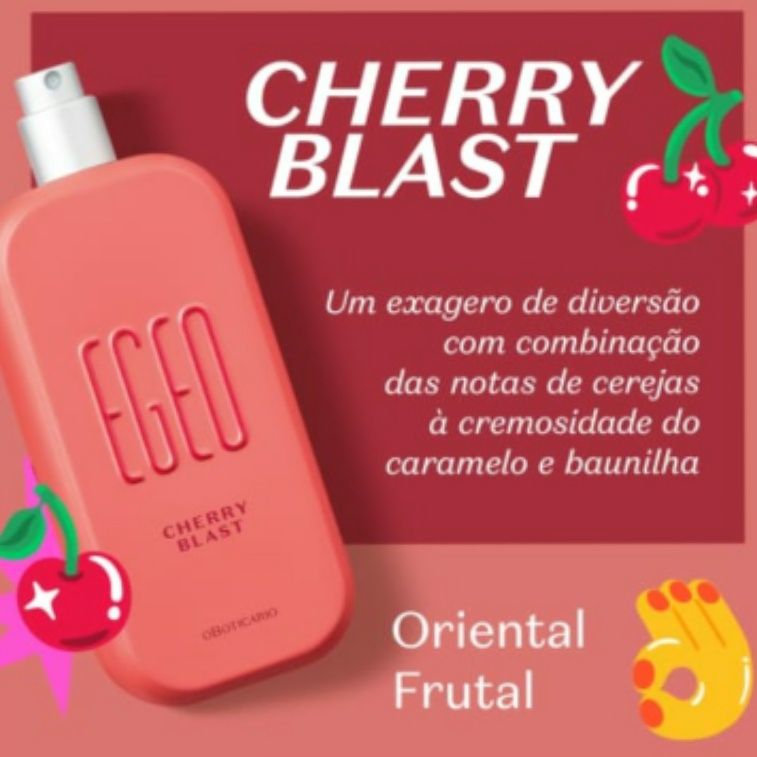 CHERRY
BLAST
Um exagero de diversão
com combinação
das notas de cerejas
à cremosidade do
caramelo e baunilha
EGEO
CHERRY
BLAST
oBOTICÁRIO
Oriental
Frutal